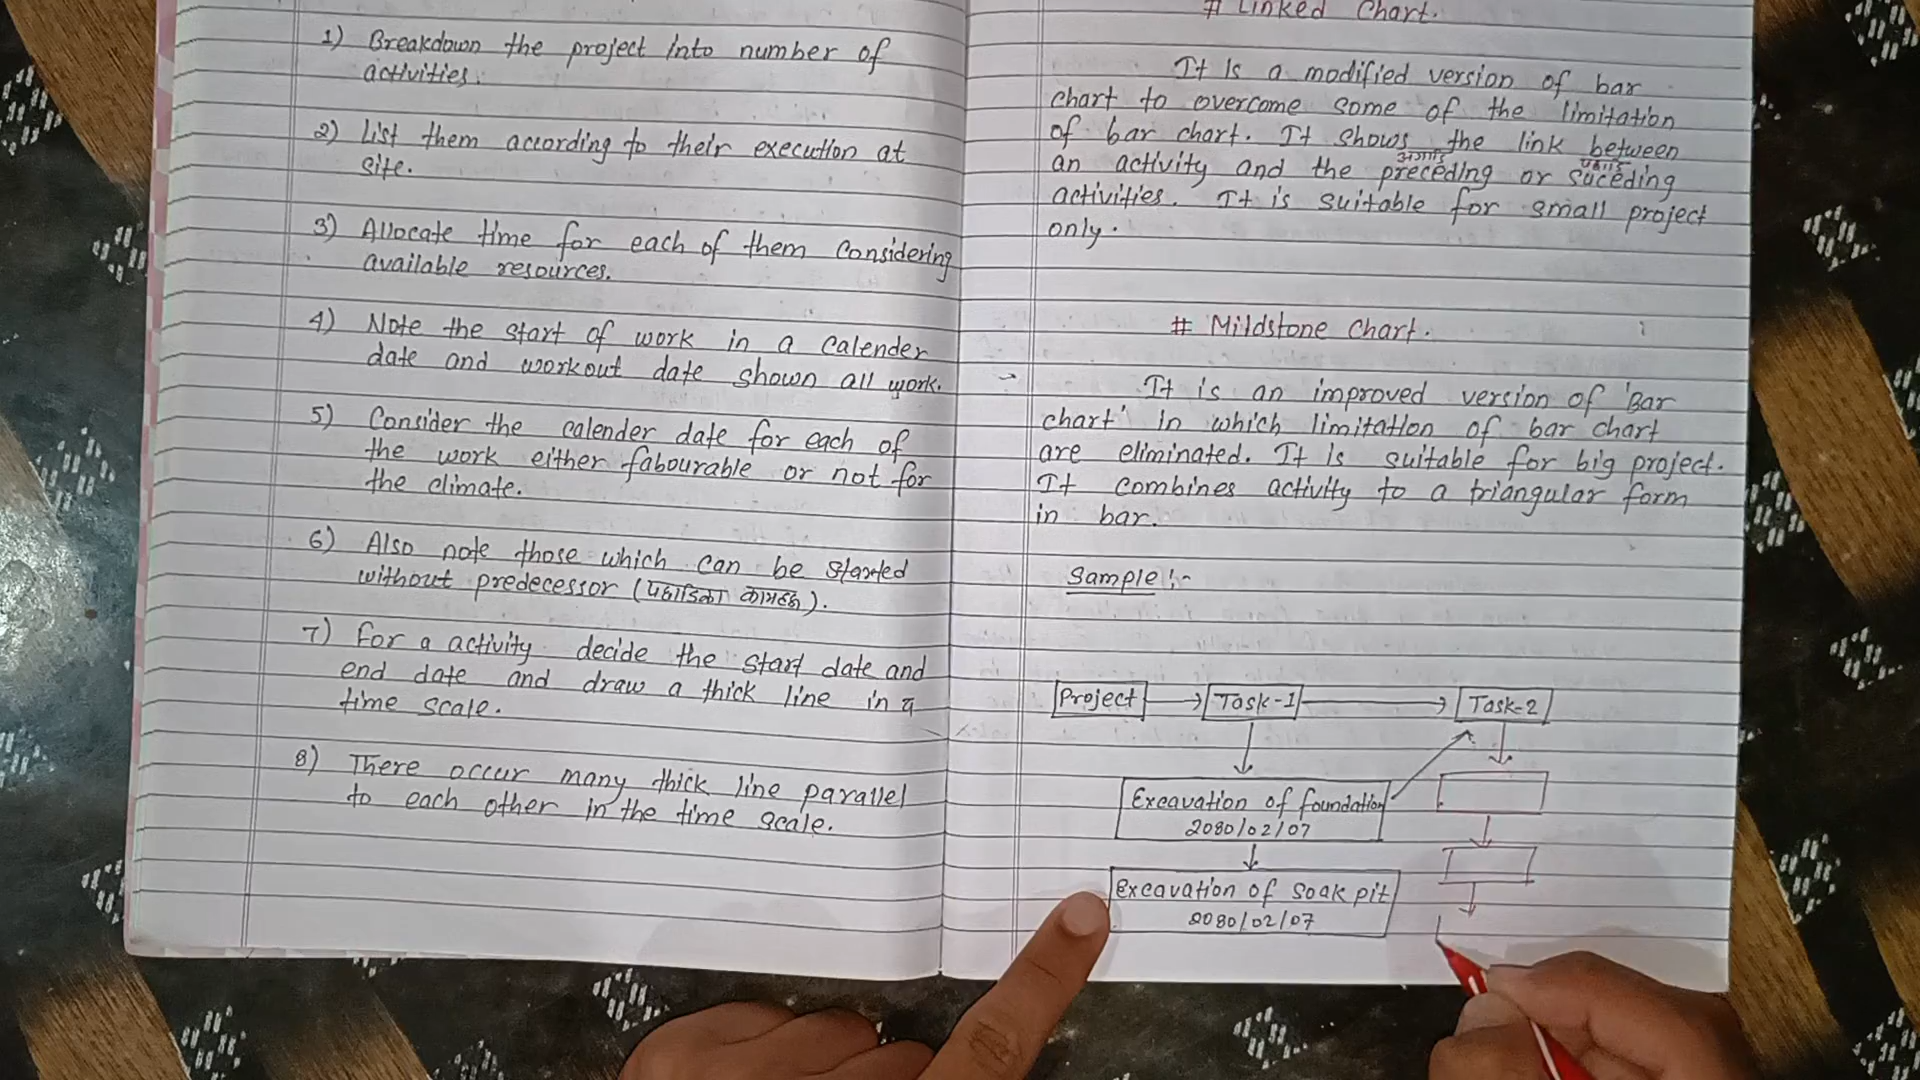 1) Breakdown the project into number of
activities.
2) List them according to their execution at
site.
3) Allocate time for each of them Considering
available resources.
4) Note the start of work in a calender
date and workout date shown all work.
5) Consider the calender date for each of
the work either fabourable or not for
the climate.
6) Also note those which can be started
without predecessor (
7) For a activity decide the start date and
end date and draw a thick line in a
time scale.
8) There occur many thick line parallel
to each other in the time scale.
# Linked Chart.
It Is a modified version of bar
chart to overcome some of the limitation
of bar chart. It shows the link between
अगाडि
an activity and the preceding or suceding
activities. It is suitable for small project
only.
# Mildstone Chart.
It is an improved version of 'Bar
chart' in which limitation of bar chart
are eliminated. It Is suitable for big project.
It combines activity to a triangular form
in bar.
Sample :-
Project Task-1 Task-2
Excavation of foundation
2080/02/07
Excavation of soak pit
2080/02/07